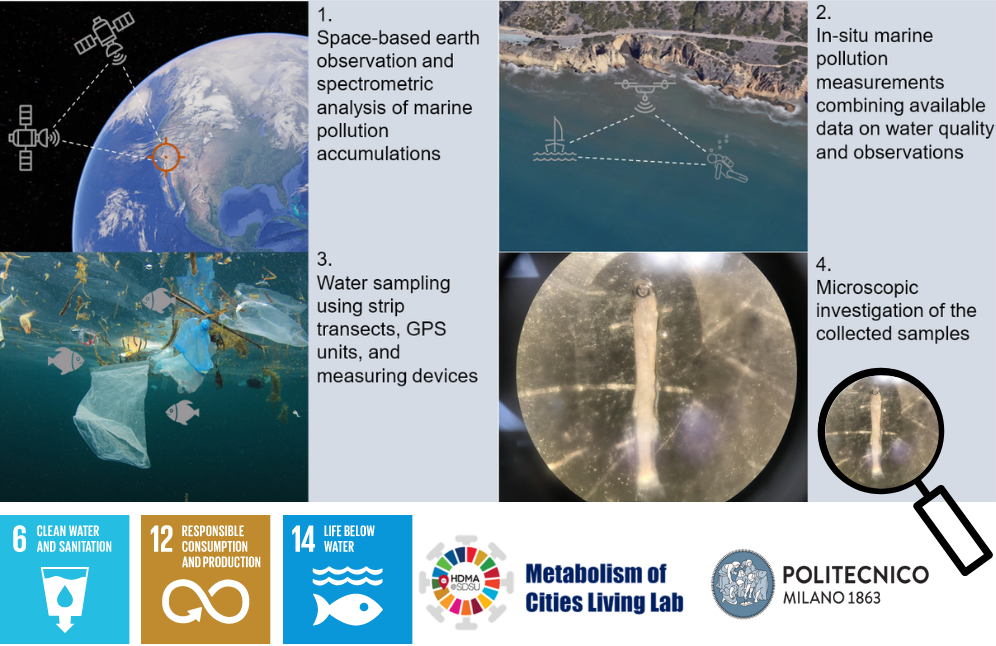 1.
Space-based earth
observation and
spectrometric
analysis of marine
pollution
accumulations
2.
In-situ marine
pollution
measurements
combining available
data on water quality
and observations
3.
Water sampling
using strip
transects, GPS
units, and
measuring devices
4.
Microscopic
investigation of the
collected samples
6 CLEAN WATER
AND SANITATION
12 RESPONSIBLE
CONSUMPTION
AND PRODUCTION
14 LIFE BELOW
WATER
HDMA
@SDSU
Metabolism of
Cities Living Lab
POLITECNICO
MILANO 1863